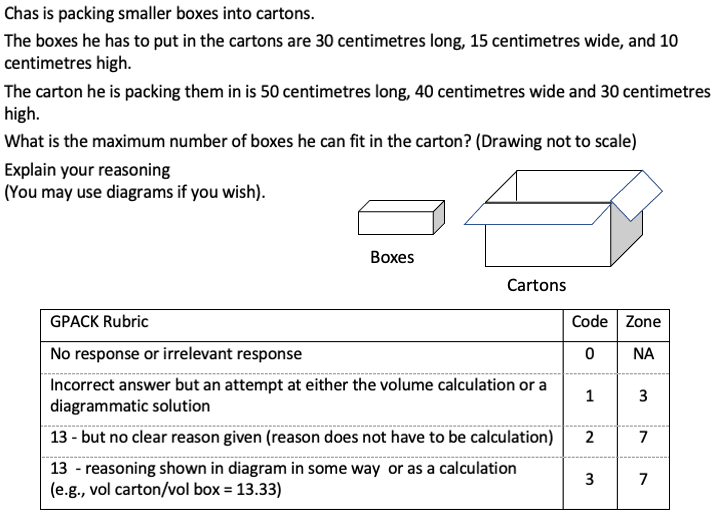 Chas is packing smaller boxes into cartons.
The boxes he has to put in the cartons are 30 centimetres long, 15 centimetres wide, and 10
centimetres high.
The carton he is packing them in is 50 centimetres long, 40 centimetres wide and 30 centimetres
high.
What is the maximum number of boxes he can fit in the carton? (Drawing not to scale)
Explain your reasoning
(You may use diagrams if you wish).
Boxes
Cartons
GPACK Rubric Code Zone
No response or irrelevant response 0 NA
Incorrect answer but an attempt at either the volume calculation or a
diagrammatic solution 1 3
13 - but no clear reason given (reason does not have to be calculation) 2 7
13 - reasoning shown in diagram in some way or as a calculation
(e.g., vol carton/vol box = 13.33) 3 7